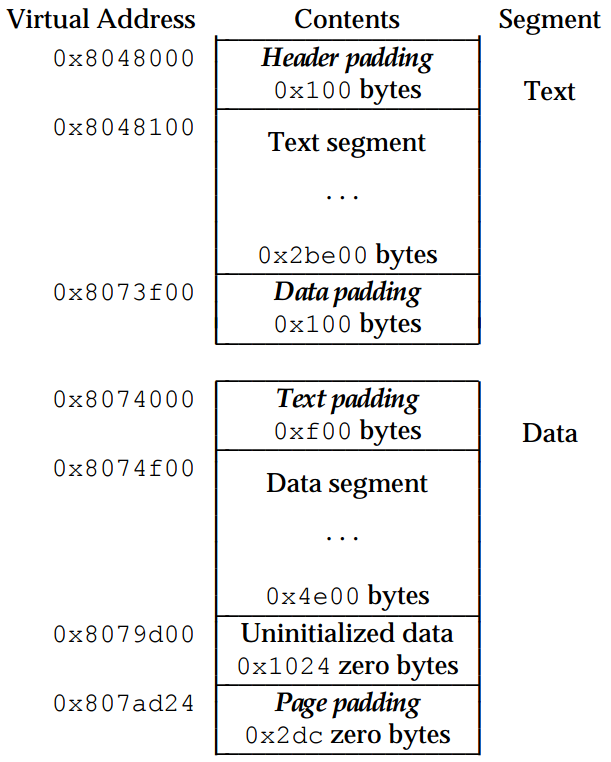 Virtual Address Contents Segment
0x8048000 Header padding
0x100 bytes Text
0x8048100 Text segment
...
0x2be00 bytes
0x8073f00 Data padding
0x100 bytes
0x8074000 Text padding
0xf00 bytes Data
0x8074f00 Data segment
...
0x4e00 bytes
0x8079d00 Uninitialized data
0x1024 zero bytes
0x807ad24 Page padding
0x2dc zero bytes